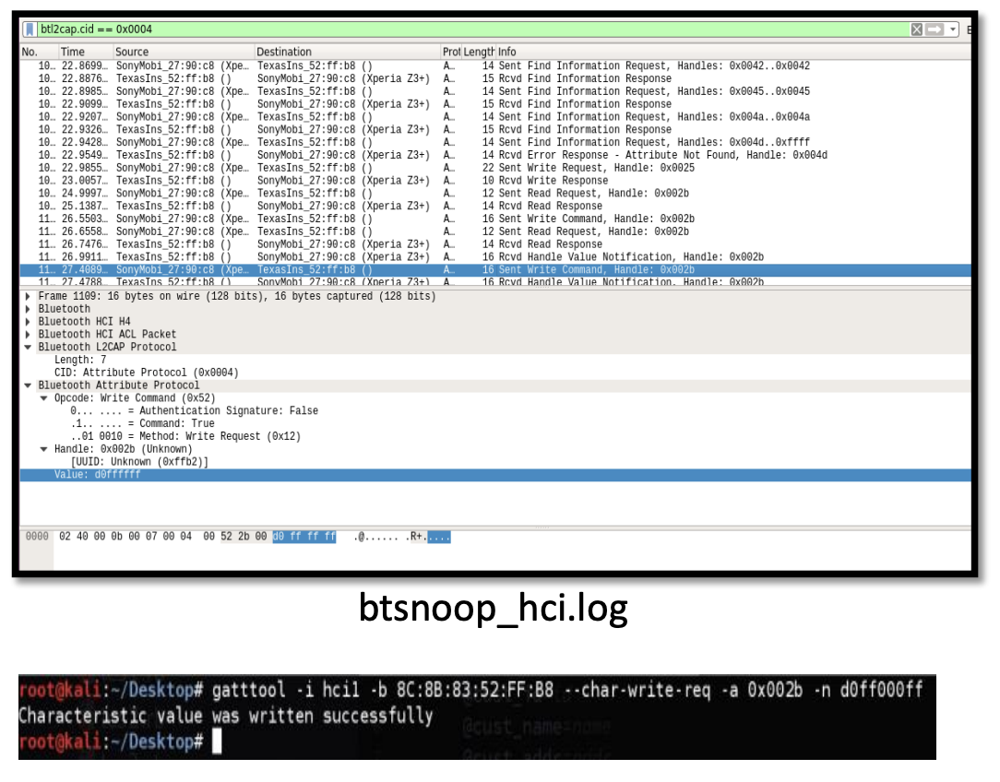 btl2cap.cid == 0x0004
No. Time Source Destination Prot Length Info
10… 22.8699… SonyMobi_27:90:c8 (Xpe… TexasIns_52:ff:b8 () A… 14 Sent Find Information Request, Handles: 0x0042..0x0042
10… 22.8876… TexasIns_52:ff:b8 () SonyMobi_27:90:c8 (Xperia Z3+) A… 15 Rcvd Find Information Response
10… 22.8985… SonyMobi_27:90:c8 (Xpe… TexasIns_52:ff:b8 () A… 14 Sent Find Information Request, Handles: 0x0045..0x0045
10… 22.9099… TexasIns_52:ff:b8 () SonyMobi_27:90:c8 (Xperia Z3+) A… 15 Rcvd Find Information Response
10… 22.9207… SonyMobi_27:90:c8 (Xpe… TexasIns_52:ff:b8 () A… 14 Sent Find Information Request, Handles: 0x004a..0x004a
10… 22.9326… TexasIns_52:ff:b8 () SonyMobi_27:90:c8 (Xperia Z3+) A… 15 Rcvd Find Information Response
10… 22.9428… SonyMobi_27:90:c8 (Xpe… TexasIns_52:ff:b8 () A… 14 Sent Find Information Request, Handles: 0x004d..0xffff
10… 22.9549… TexasIns_52:ff:b8 () SonyMobi_27:90:c8 (Xperia Z3+) A… 14 Rcvd Error Response - Attribute Not Found, Handle: 0x004d
10… 22.9855… SonyMobi_27:90:c8 (Xpe… TexasIns_52:ff:b8 () A… 22 Sent Write Request, Handle: 0x0025
10… 23.0057… TexasIns_52:ff:b8 () SonyMobi_27:90:c8 (Xperia Z3+) A… 10 Rcvd Write Response
10… 24.9997… SonyMobi_27:90:c8 (Xpe… TexasIns_52:ff:b8 () A… 12 Sent Read Request, Handle: 0x002b
10… 25.1387… TexasIns_52:ff:b8 () SonyMobi_27:90:c8 (Xperia Z3+) A… 14 Rcvd Read Response
11… 26.5503… SonyMobi_27:90:c8 (Xpe… TexasIns_52:ff:b8 () A… 16 Sent Write Command, Handle: 0x002b
11… 26.6558… SonyMobi_27:90:c8 (Xpe… TexasIns_52:ff:b8 () A… 12 Sent Read Request, Handle: 0x002b
11… 26.7476… TexasIns_52:ff:b8 () SonyMobi_27:90:c8 (Xperia Z3+) A… 14 Rcvd Read Response
11… 26.9911… TexasIns_52:ff:b8 () SonyMobi_27:90:c8 (Xperia Z3+) A… 16 Rcvd Handle Value Notification, Handle: 0x002b
11… 27.4089… SonyMobi_27:90:c8 (Xpe… TexasIns_52:ff:b8 () A… 16 Sent Write Command, Handle: 0x002b
11… 27.4788… TexasIns_52:ff:b8 () SonyMobi_27:90:c8 (Xperia Z3+) A… 16 Rcvd Handle Value Notification, Handle: 0x002b
Frame 1109: 16 bytes on wire (128 bits), 16 bytes captured (128 bits)
Bluetooth
Bluetooth HCI H4
Bluetooth HCI ACL Packet
Bluetooth L2CAP Protocol
Length: 7
CID: Attribute Protocol (0x0004)
Bluetooth Attribute Protocol
Opcode: Write Command (0x52)
0... .... = Authentication Signature: False
.1.. .... = Command: True
..01 0010 = Method: Write Request (0x12)
Handle: 0x002b (Unknown)
[UUID: Unknown (0xffb2)]
Value: d0ffffff
0000 02 40 00 0b 00 07 00 04 00 52 2b 00 d0 ff ff ff .@...... .R+.....
btsnoop_hci.log
root@kali:~/Desktop# gatttool -i hci1 -b 8C:8B:83:52:FF:B8 --char-write-req -a 0x002b -n d0ff000ff
Characteristic value was written successfully
root@kali:~/Desktop#